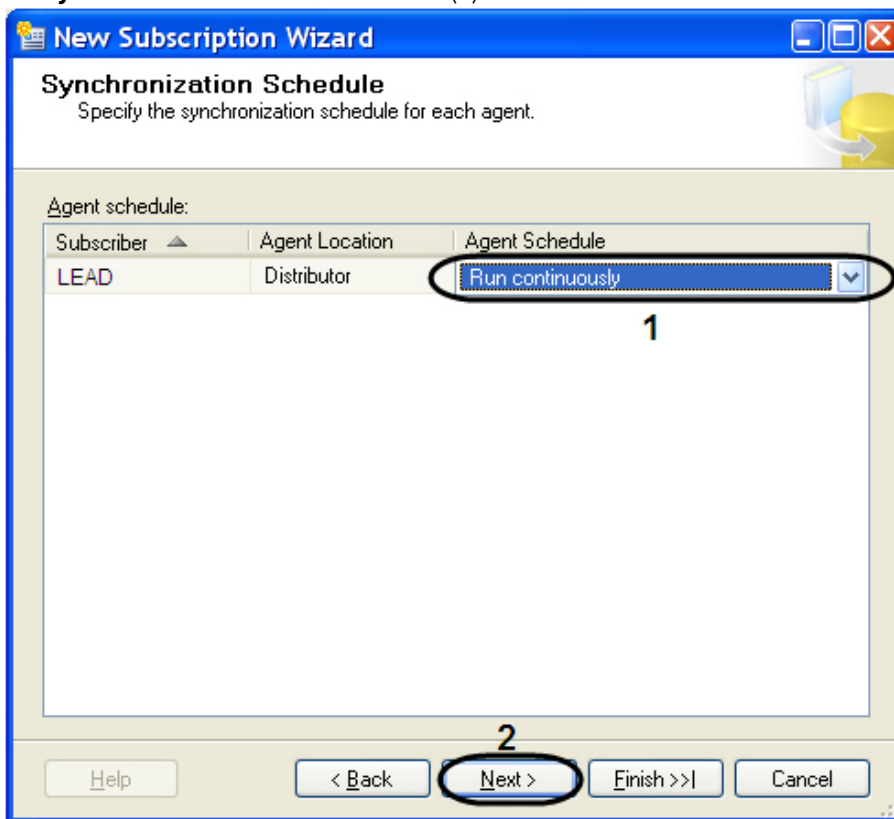 New Subscription Wizard
Synchronization Schedule
Specify the synchronization schedule for each agent.
Agent schedule:
Subscriber Agent Location Agent Schedule
LEAD Distributor Run continuously
1
2
Help < Back Next > Finish >>| Cancel